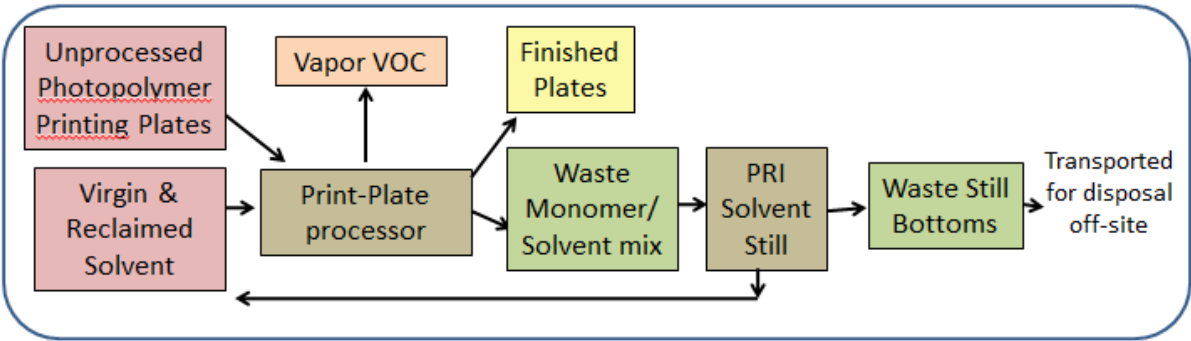 Unprocessed
Photopolymer
Printing Plates
Vapor VOC
Finished
Plates
Virgin &
Reclaimed
Solvent
Print-Plate
processor
Waste
Monomer/
Solvent mix
PRI
Solvent
Still
Waste Still
Bottoms
Transported
for disposal
off-site